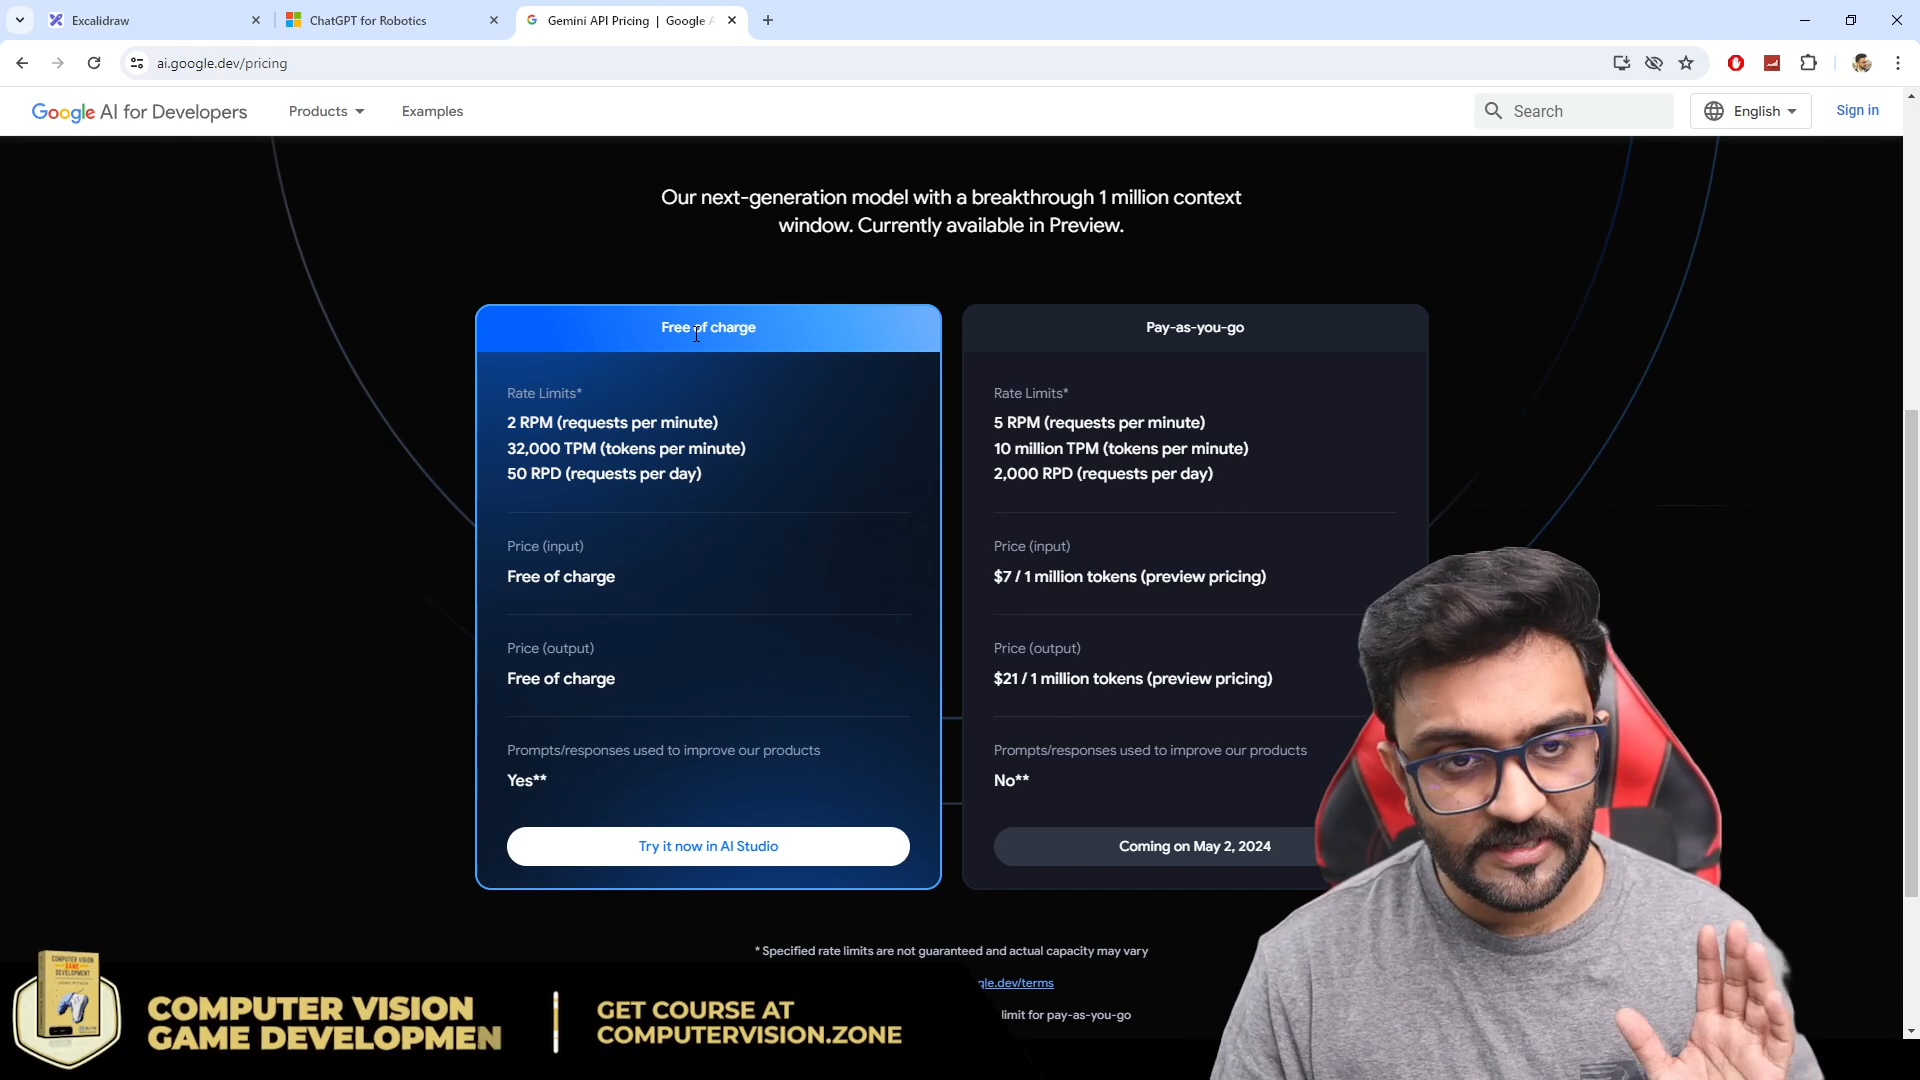 Excalidraw
ChatGPT for Robotics
Gemini API Pricing | Google
ai.google.dev/pricing
Google AI for Developers
Products
Examples
Search
English
Sign in
Our next-generation model with a breakthrough 1 million context
window. Currently available in Preview.
Free of charge
Rate Limits*
2 RPM (requests per minute)
32,000 TPM (tokens per minute)
50 RPD (requests per day)
Price (input)
Free of charge
Price (output)
Free of charge
Prompts/responses used to improve our products
Yes**
Try it now in AI Studio
Pay-as-you-go
Rate Limits*
5 RPM (requests per minute)
10 million TPM (tokens per minute)
2,000 RPD (requests per day)
Price (input)
$7 / 1 million tokens (preview pricing)
Price (output)
$21 / 1 million tokens (preview pricing)
Prompts/responses used to improve our products
No**
Coming on May 2, 2024
* Specified rate limits are not guaranteed and actual capacity may vary
gle.dev/terms
limit for pay-as-you-go
COMPUTER VISION
GAME DEVELOPMENT
COMPUTER VISION
GAME DEVELOPMEN
GET COURSE AT
COMPUTERVISION.ZONE